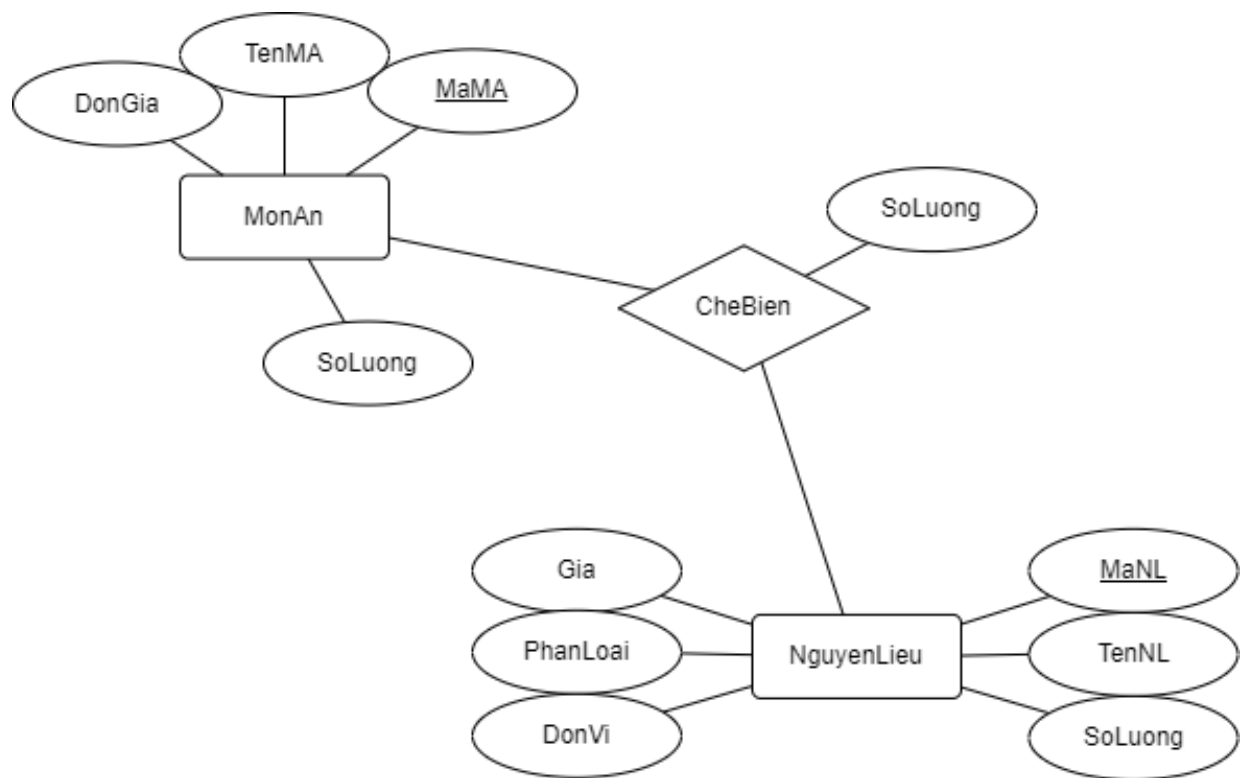 TenMA
DonGia
MaMA
MonAn
SoLuong
SoLuong
CheBien
Gia
MaNL
PhanLoai
NguyenLieu
TenNL
DonVi
SoLuong